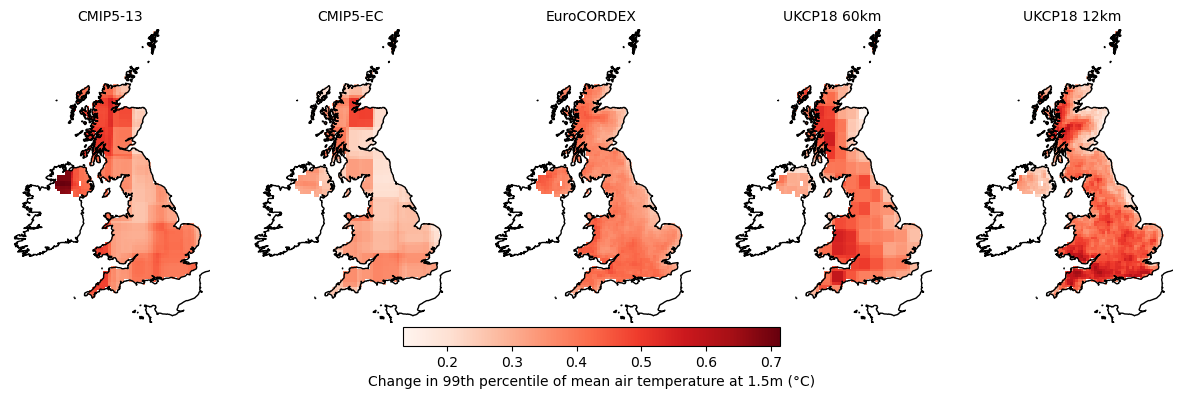 CMIP5-13
CMIP5-EC
EuroCORDEX
UKCP18 60km
UKCP18 12km
0.2
0.3
0.4
0.5
0.6
0.7
Change in 99th percentile of mean air temperature at 1.5m (°C)